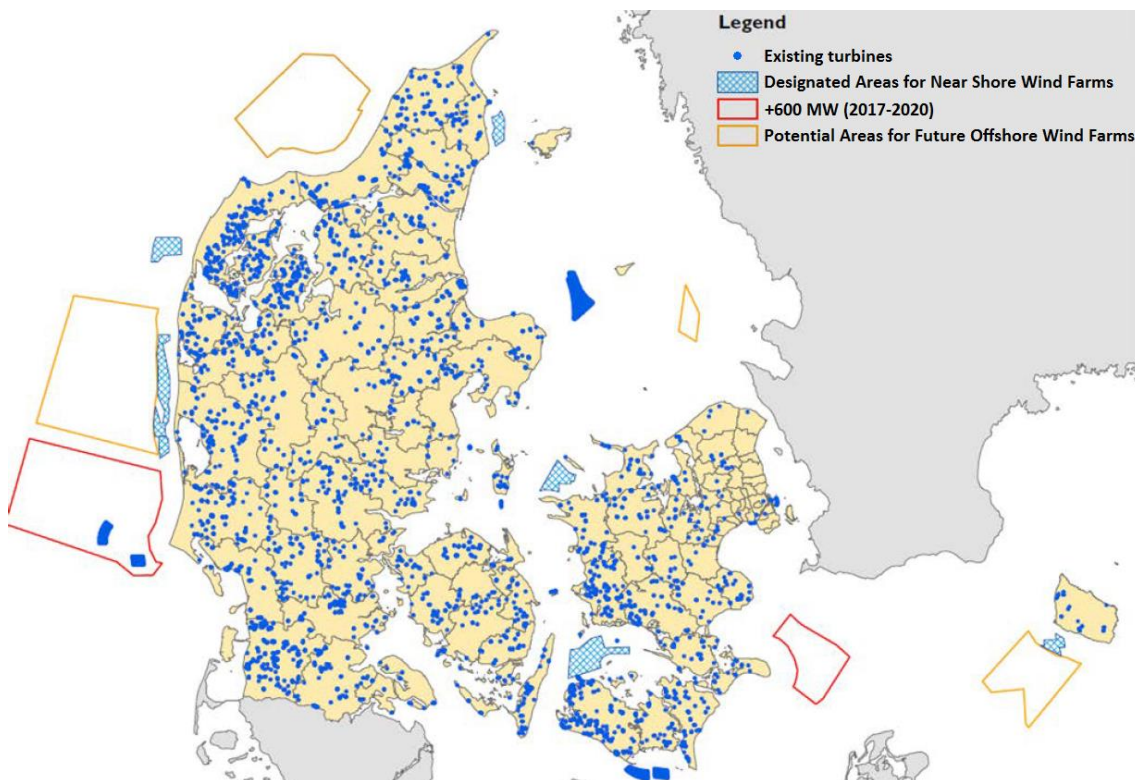 Legend
Existing turbines
Designated Areas for Near Shore Wind Farms
+600 MW (2017-2020)
Potential Areas for Future Offshore Wind Farms